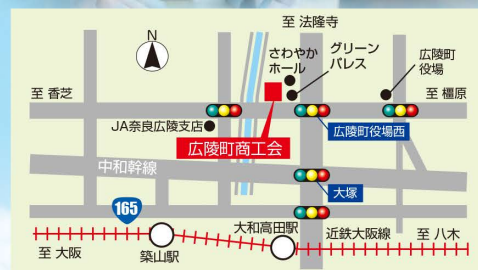 至 法隆寺
N
さわやか
ホール
グリーン
パレス
広陵町
役場
至 香芝
至 橿原
JA奈良広陵支店
広陵町商工会
広陵町役場西
中和幹線
大塚
165
大和高田駅
近鉄大阪線
至 八木
至 大阪
築山駅